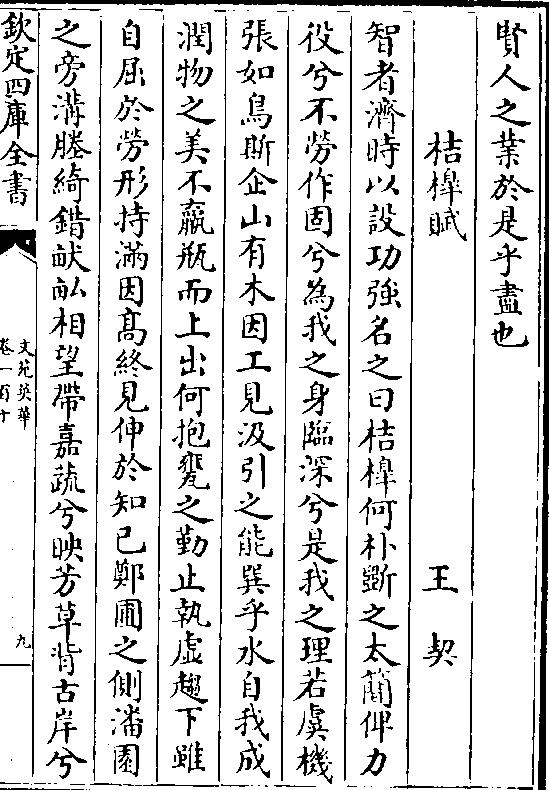 賢人之業於是乎盡也
桔槹賦
王契
智者濟時以設功強名之曰桔槹何朴斵之太簡俾力
役兮不勞作固兮為我之身臨深兮是我之理若虞機
張如鳥斯企山有木因工見汲引之能㢲乎水自我成
潤物之美不羸瓶而上出何抱甕之勤止執虛趨下雖
自屈於勞形持滿因髙終見伸於知己鄭圃之側潘園
之旁溝塍綺錯畎畝相望帶嘉蔬兮映芳草背古岸兮
欽定四庫全書
文苑英華
卷一百十
九